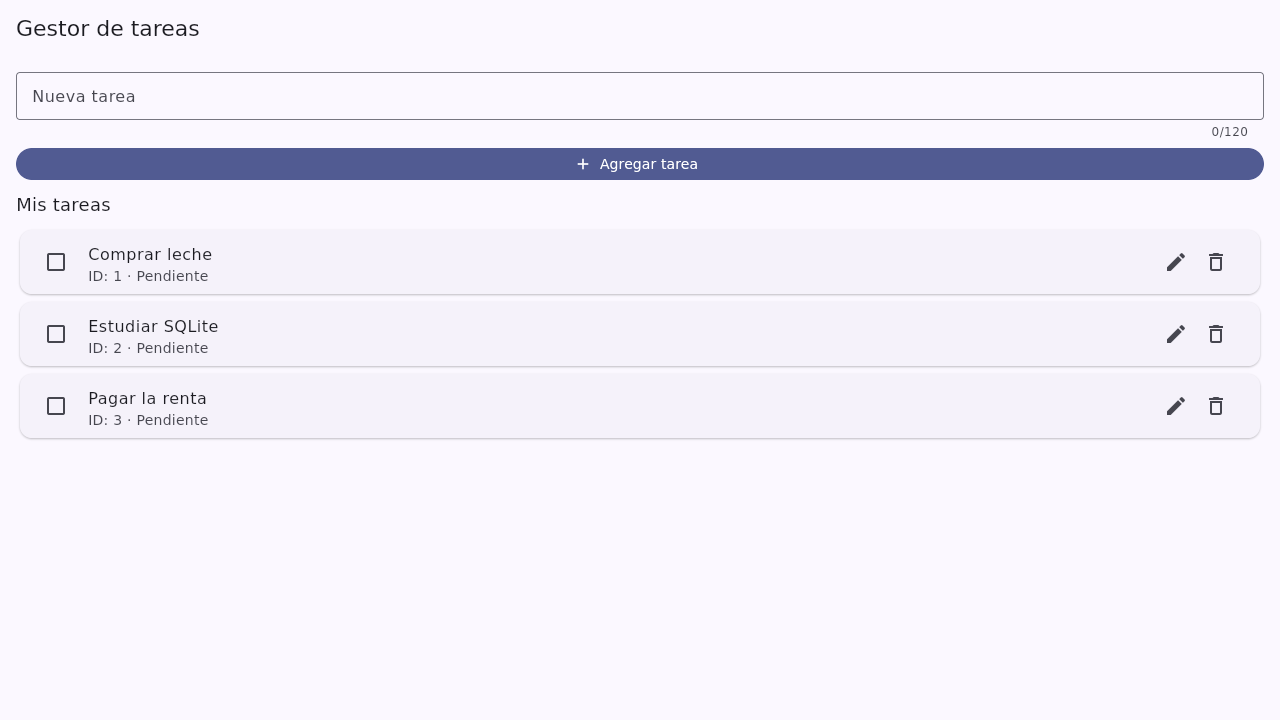 Gestor de tareas
Nueva tarea
0/120
Agregar tarea
Mis tareas
Comprar leche
ID: 1 · Pendiente
Estudiar SQLite
ID: 2 · Pendiente
Pagar la renta
ID: 3 · Pendiente